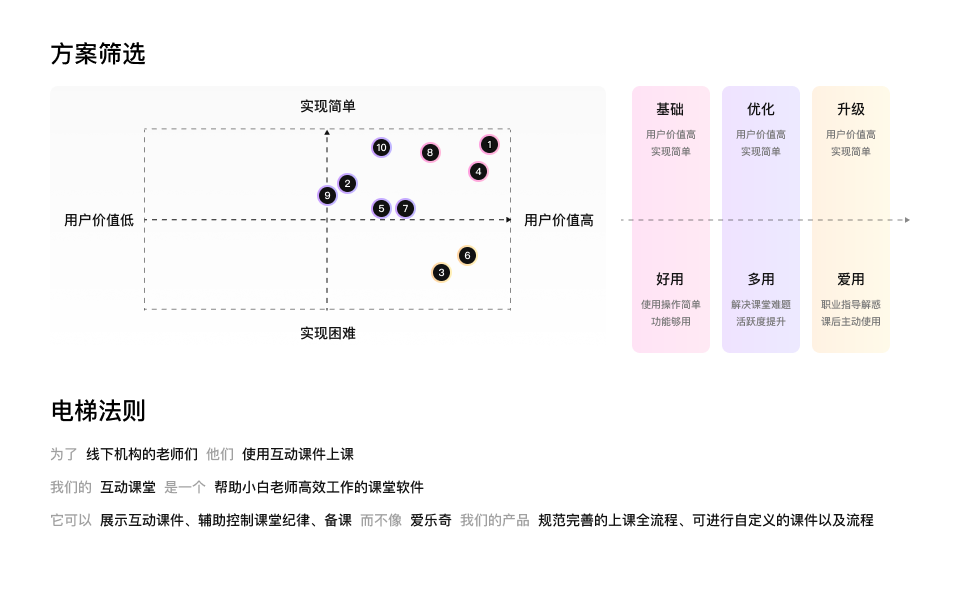 方案筛选
实现简单
10
8
1
4
2
9
5
7
用户价值低
用户价值高
6
3
实现困难
基础
用户价值高
实现简单
好用
使用操作简单
功能够用
优化
用户价值高
实现简单
多用
解决课堂难题
活跃度提升
升级
用户价值高
实现简单
爱用
职业指导解惑
课后主动使用
电梯法则
为了 线下机构的老师们 他们 使用互动课件上课
我们的 互动课堂 是一个 帮助小白老师高效工作的课堂软件
它可以 展示互动课件、辅助控制课堂纪律、备课 而不像 爱乐奇 我们的产品 规范完善的上课全流程、可进行自定义的课件以及流程